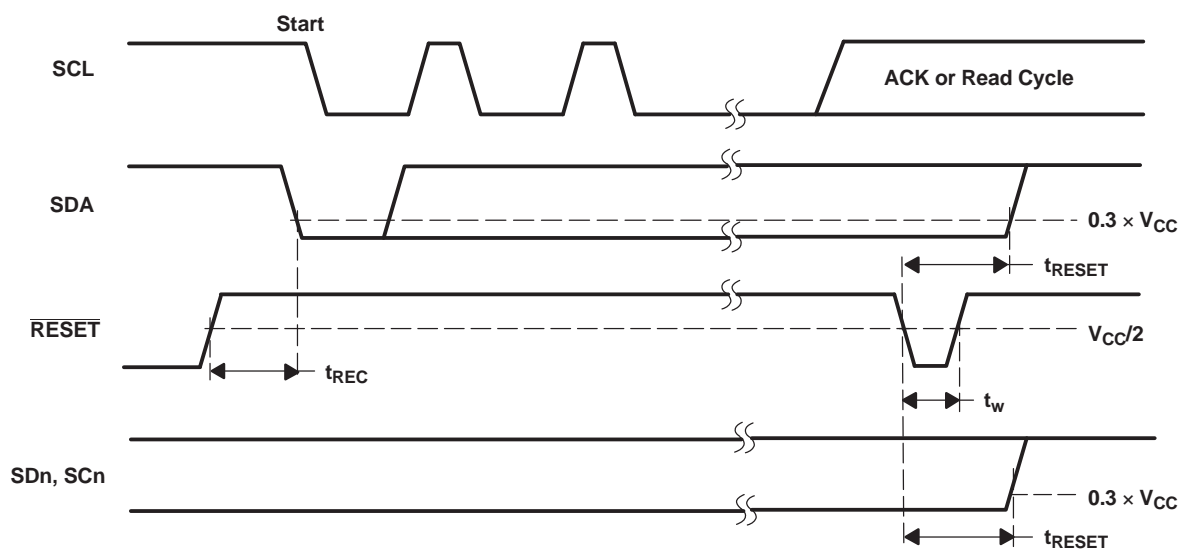 Start
SCL
ACK or Read Cycle
SDA
0.3 × VCC
tRESET
RESET
VCC/2
tREC
tw
SDn, SCn
0.3 × VCC
tRESET